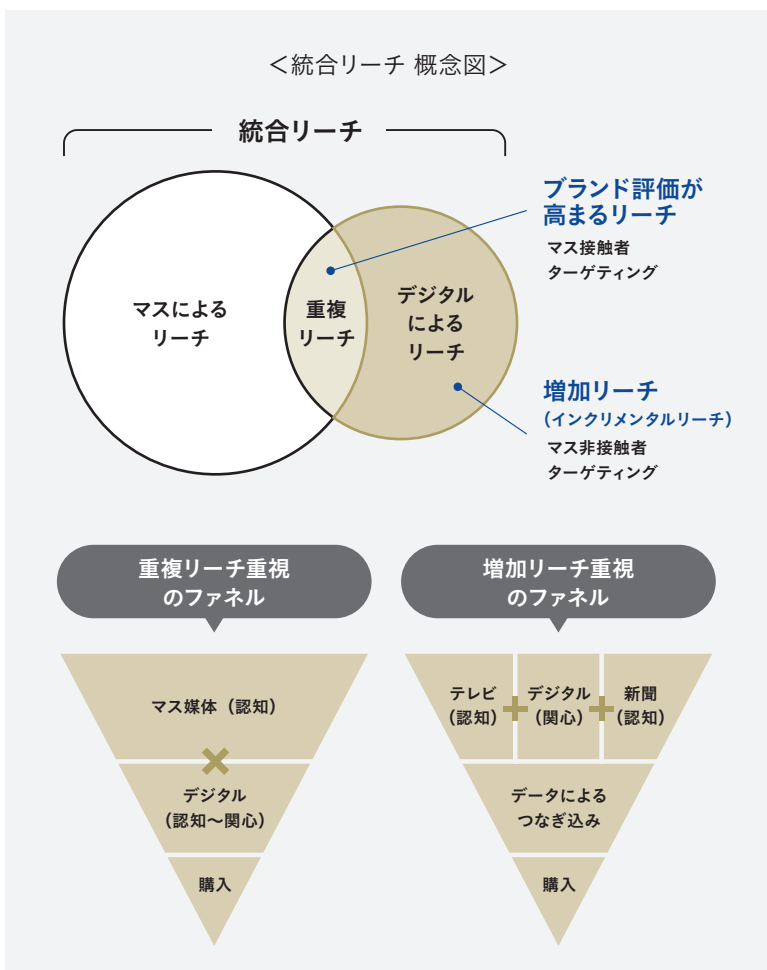 ＜統合リーチ 概念図＞
統合リーチ
ブランド評価が
高まるリーチ
マス接触者
ターゲティング
マスによる
リーチ
重複
リーチ
デジタル
による
リーチ
増加リーチ
（インクリメンタルリーチ）
マス非接触者
ターゲティング
重複リーチ重視
のファネル
マス媒体（認知）
デジタル
（認知〜関心）
購入
増加リーチ重視
のファネル
テレビ
（認知）
デジタル
（関心）
新聞
（認知）
データによる
つなぎ込み
購入